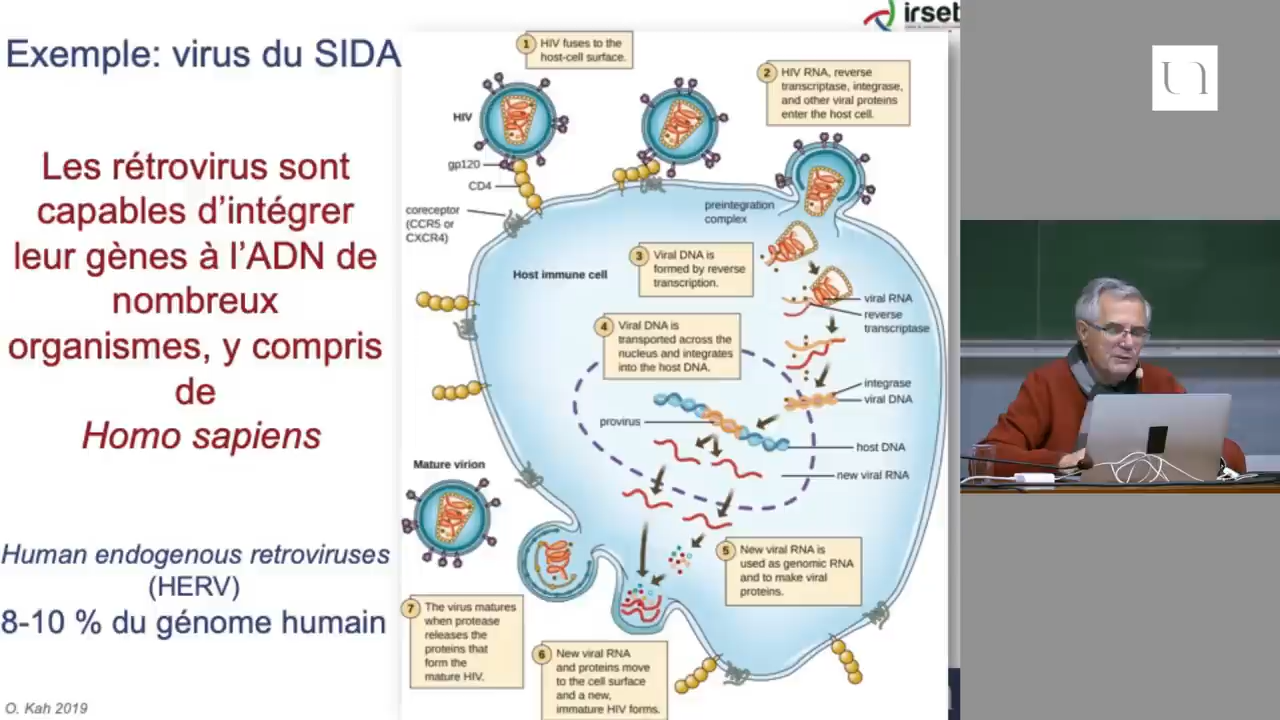 irset
Exemple: virus du SIDA
Les rétrovirus sont
capables d'intégrer
leur gènes à l'ADN de
nombreux
organismes, y compris
de
Homo sapiens
Human endogenous retroviruses
(HERV)
8-10 % du génome humain
O. Kah 2019
1 HIV fuses to the
host-cell surface.
2 HIV RNA, reverse
transcriptase, integrase,
and other viral proteins
enter the host cell.
HIV
gp120
CD4
coreceptor
(CCR5 or
CXCR4)
preintegration
complex
Host immune cell
3 Viral DNA is
formed by reverse
transcription.
viral RNA
reverse
transcriptase
4 Viral DNA is
transported across the
nucleus and integrates
into the host DNA.
integrase
viral DNA
provirus
host DNA
new viral RNA
Mature virion
5 New viral RNA is
used as genomic RNA
and to make viral
proteins.
7 The virus matures
when protease
releases the
proteins that
form the
mature HIV.
6 New viral RNA
and proteins move
to the cell surface
and a new,
immature HIV forms.